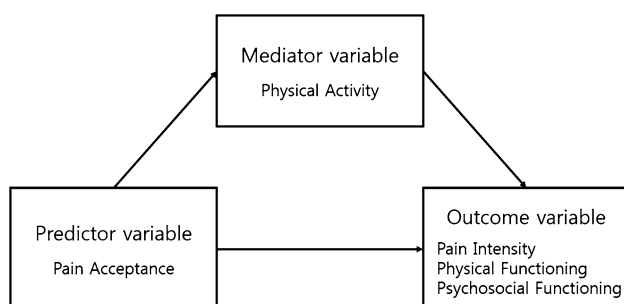 Mediator variable
Physical Activity
Predictor variable
Pain Acceptance
Outcome variable
Pain Intensity
Physical Functioning
Psychosocial Functioning